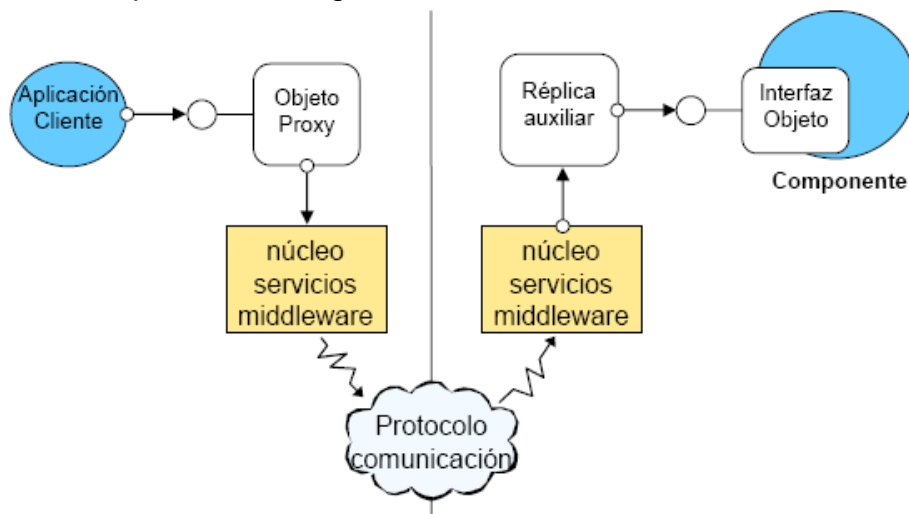 Aplicación
Cliente
Objeto
Proxy
Réplica
auxiliar
Interfaz
Objeto
Componente
núcleo
servicios
middleware
núcleo
servicios
middleware
Protocolo
comunicación